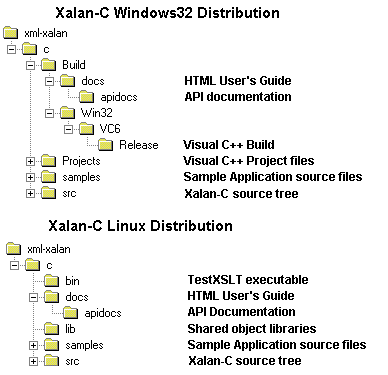 Xalan-C Windows32 Distribution
xml-xalan
c
Build
docs HTML User's Guide
apidocs API documentation
Win32
VC6
Release Visual C++ Build
Projects Visual C++ Project files
samples Sample Application source files
src Xalan-C source tree
Xalan-C Linux Distribution
xml-xalan
c
bin TestXSLT executable
docs HTML User's Guide
apidocs API Documentation
lib Shared object libraries
samples Sample Application source files
src Xalan-C source tree